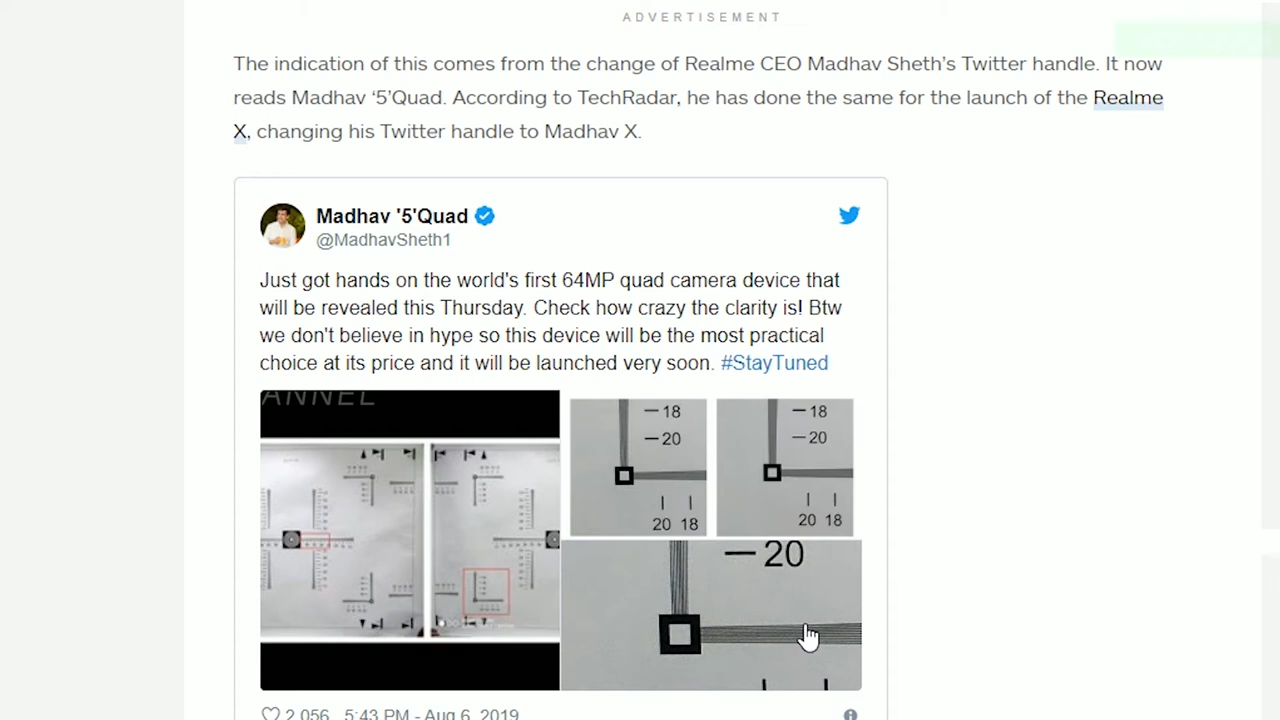 ADVERTISEMENT
The indication of this comes from the change of Realme CEO Madhav Sheth's Twitter handle. It now
reads Madhav ‘5’Quad. According to TechRadar, he has done the same for the launch of the Realme
X, changing his Twitter handle to Madhav X.
Madhav '5'Quad
@MadhavSheth1
Just got hands on the world's first 64MP quad camera device that
will be revealed this Thursday. Check how crazy the clarity is! Btw
we don't believe in hype so this device will be the most practical
choice at its price and it will be launched very soon. #StayTuned
ANNEL
18
20
20 18
18
20
20 18
20
2,056 5:43 PM - Aug 6, 2019